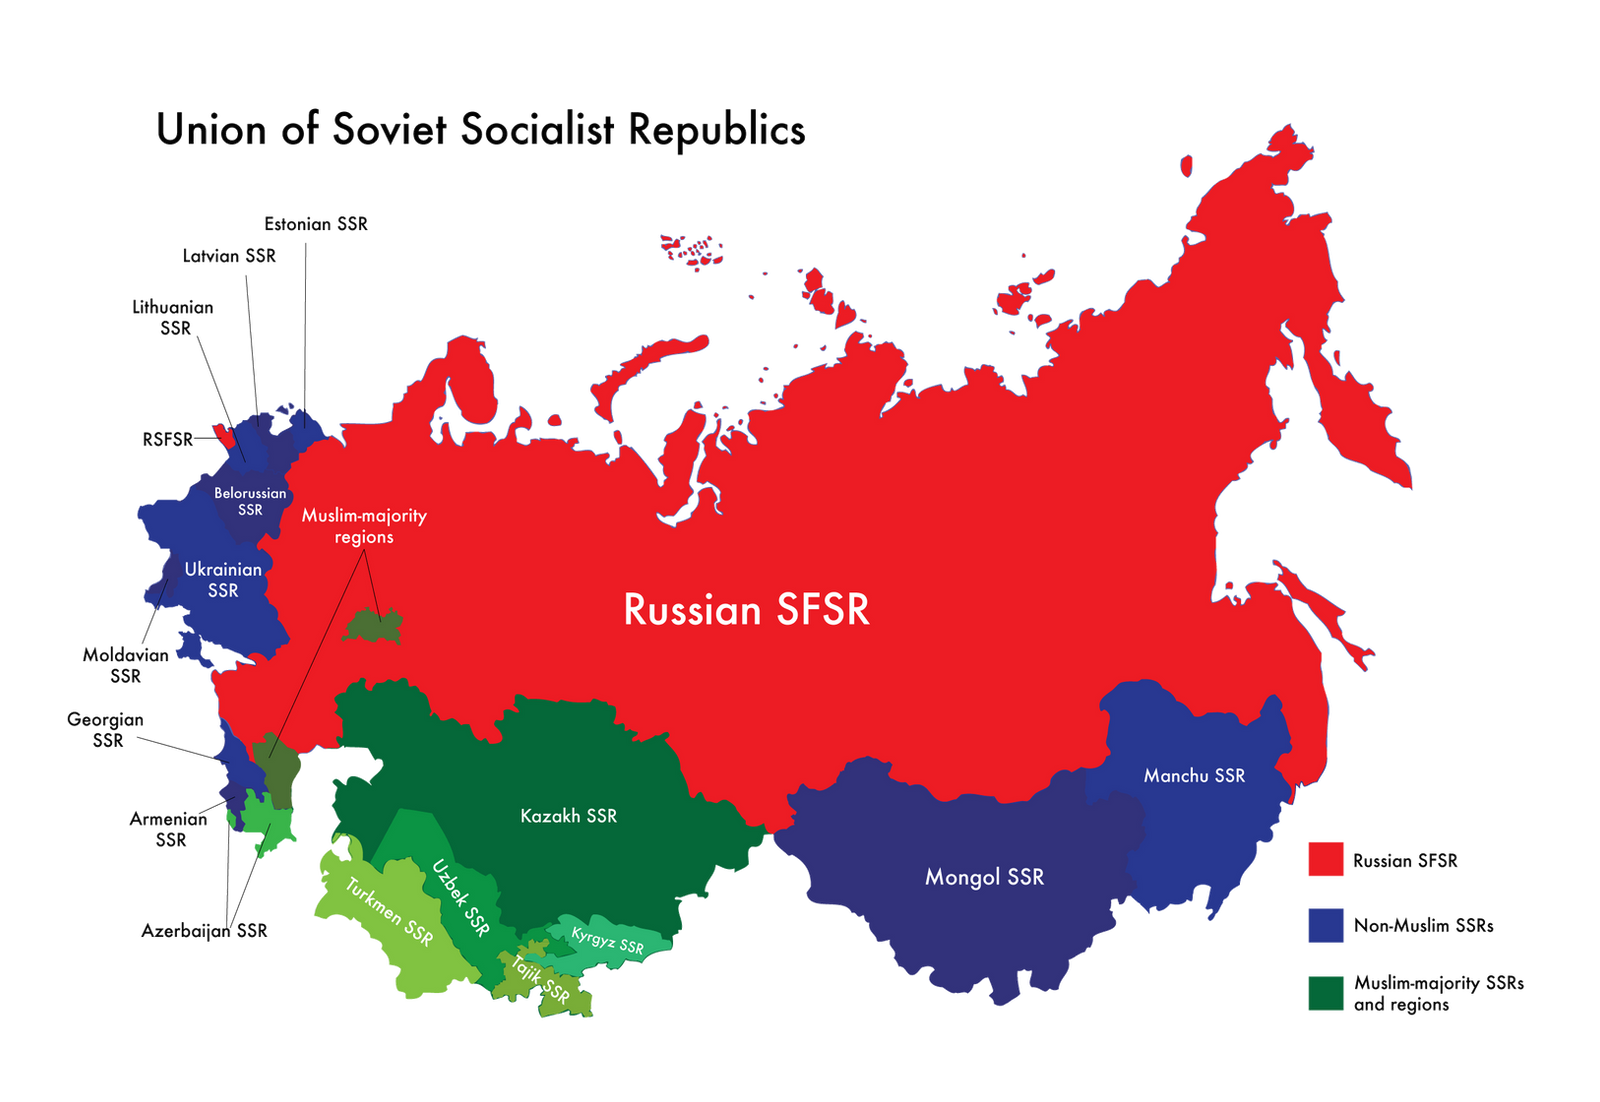 Union of Soviet Socialist Republics
Estonian SSR
Latvian SSR
Lithuanian
SSR
RSFSR
Belorussian
SSR
Muslim-majority
regions
Ukrainian
SSR
Russian SFSR
Moldavian
SSR
Georgian
SSR
Armenian
SSR
Azerbaijan SSR
Kazakh SSR
Uzbek SSR
Turkmen SSR
Kyrgyz SSR
Tajik SSR
Mongol SSR
Manchu SSR
Russian SFSR
Non-Muslim SSRs
Muslim-majority SSRs
and regions